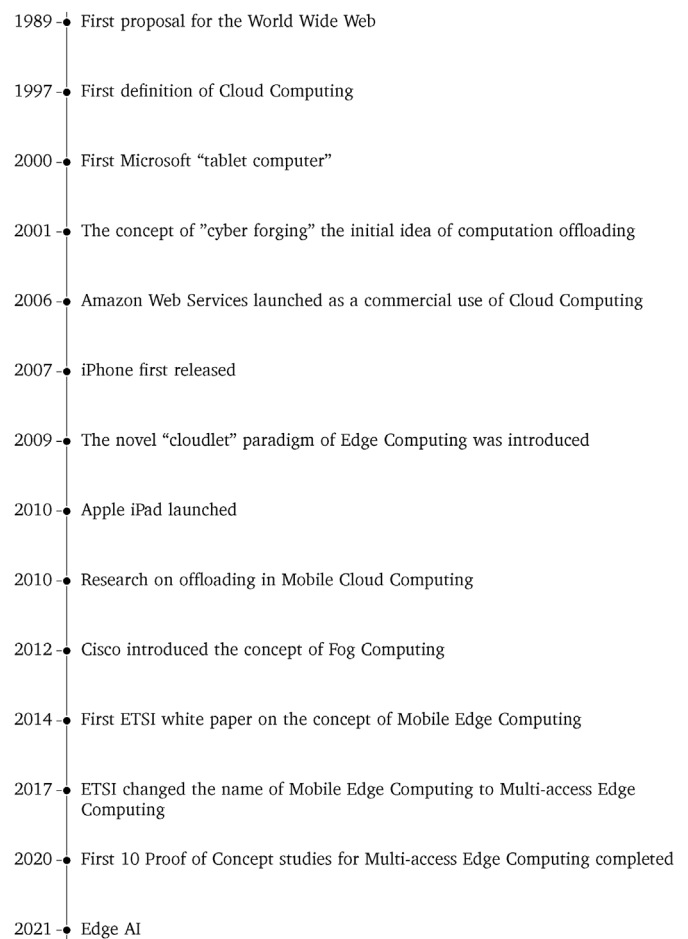 1989 First proposal for the World Wide Web
1997 First definition of Cloud Computing
2000 First Microsoft “tablet computer”
2001 The concept of ”cyber forging” the initial idea of computation offloading
2006 Amazon Web Services launched as a commercial use of Cloud Computing
2007 iPhone first released
2009 The novel “cloudlet” paradigm of Edge Computing was introduced
2010 Apple iPad launched
2010 Research on offloading in Mobile Cloud Computing
2012 Cisco introduced the concept of Fog Computing
2014 First ETSI white paper on the concept of Mobile Edge Computing
2017 ETSI changed the name of Mobile Edge Computing to Multi-access Edge
Computing
2020 First 10 Proof of Concept studies for Multi-access Edge Computing completed
2021 Edge AI